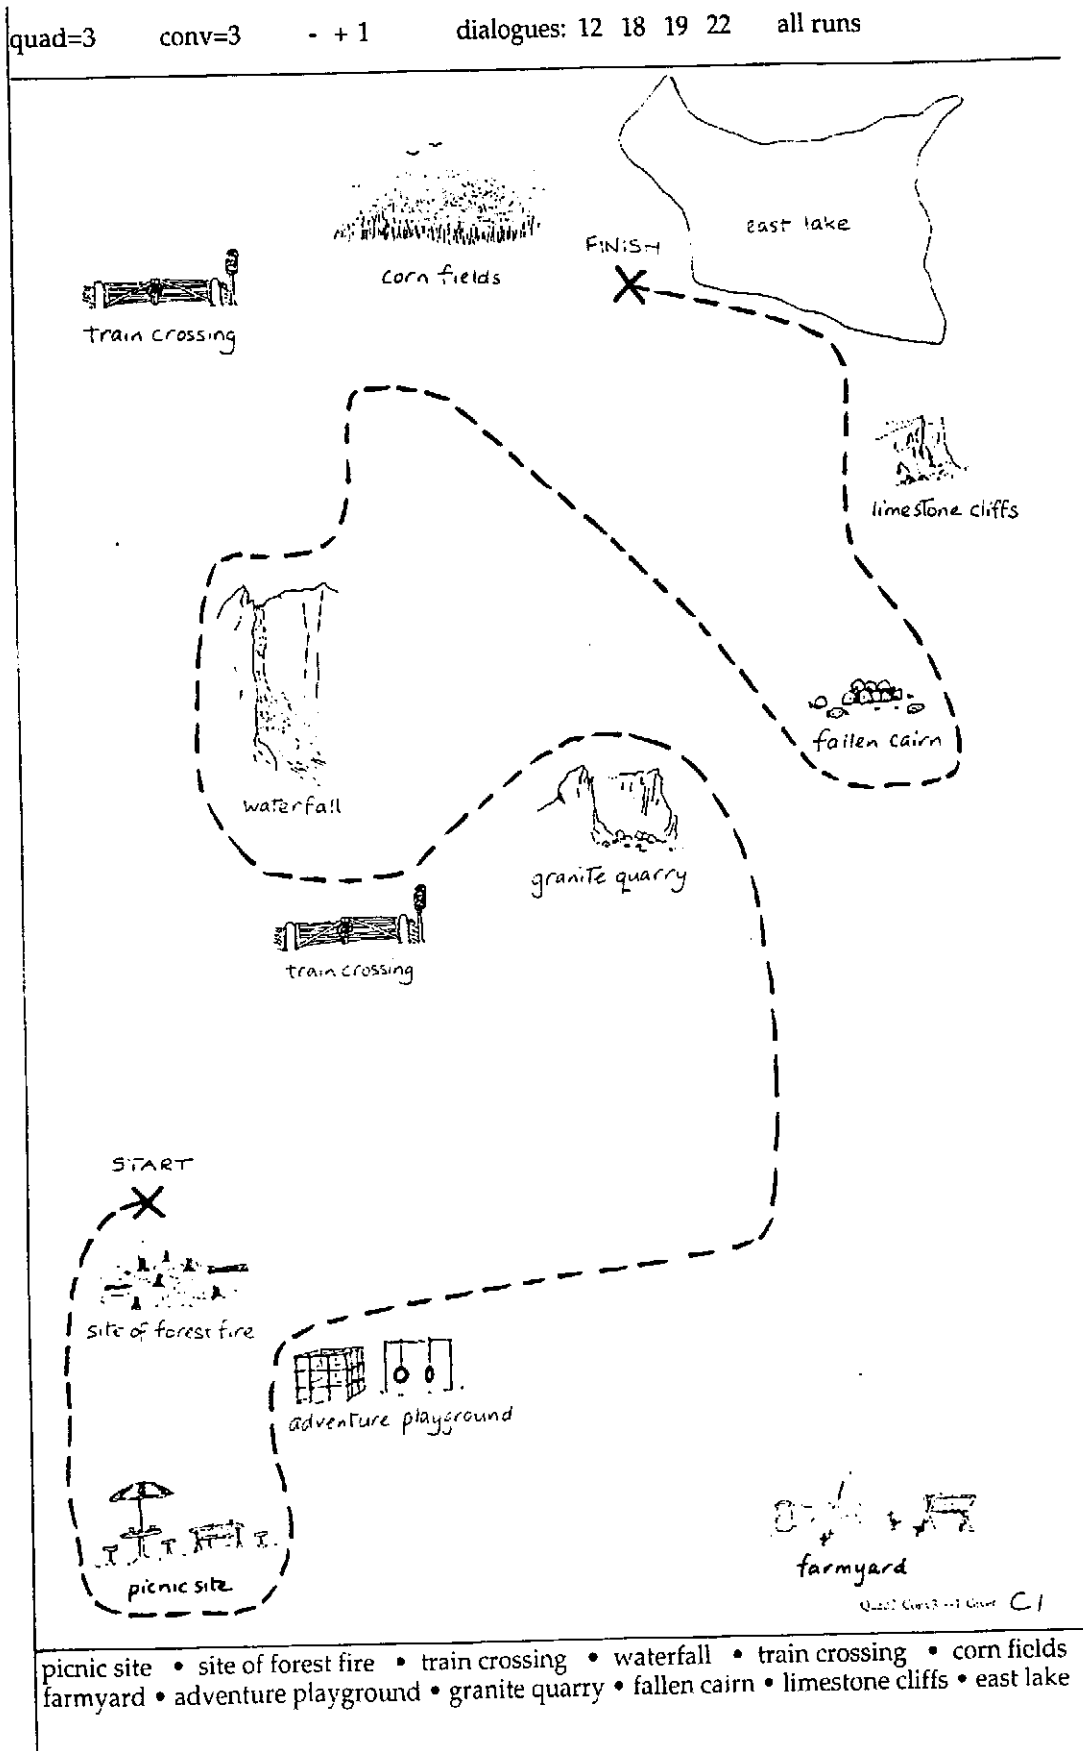 quad=3 conv=3 - + 1 dialogues: 12 18 19 22 all runs
east lake
FINISH
corn fields
train crossing
limestone cliffs
fallen cairn
waterfall
granite quarry
train crossing
START
site of forest fire
adventure playground
picnic site
farmyard
C1
picnic site • site of forest fire • train crossing • waterfall • train crossing • corn fields
farmyard • adventure playground • granite quarry • fallen cairn • limestone cliffs • east lake